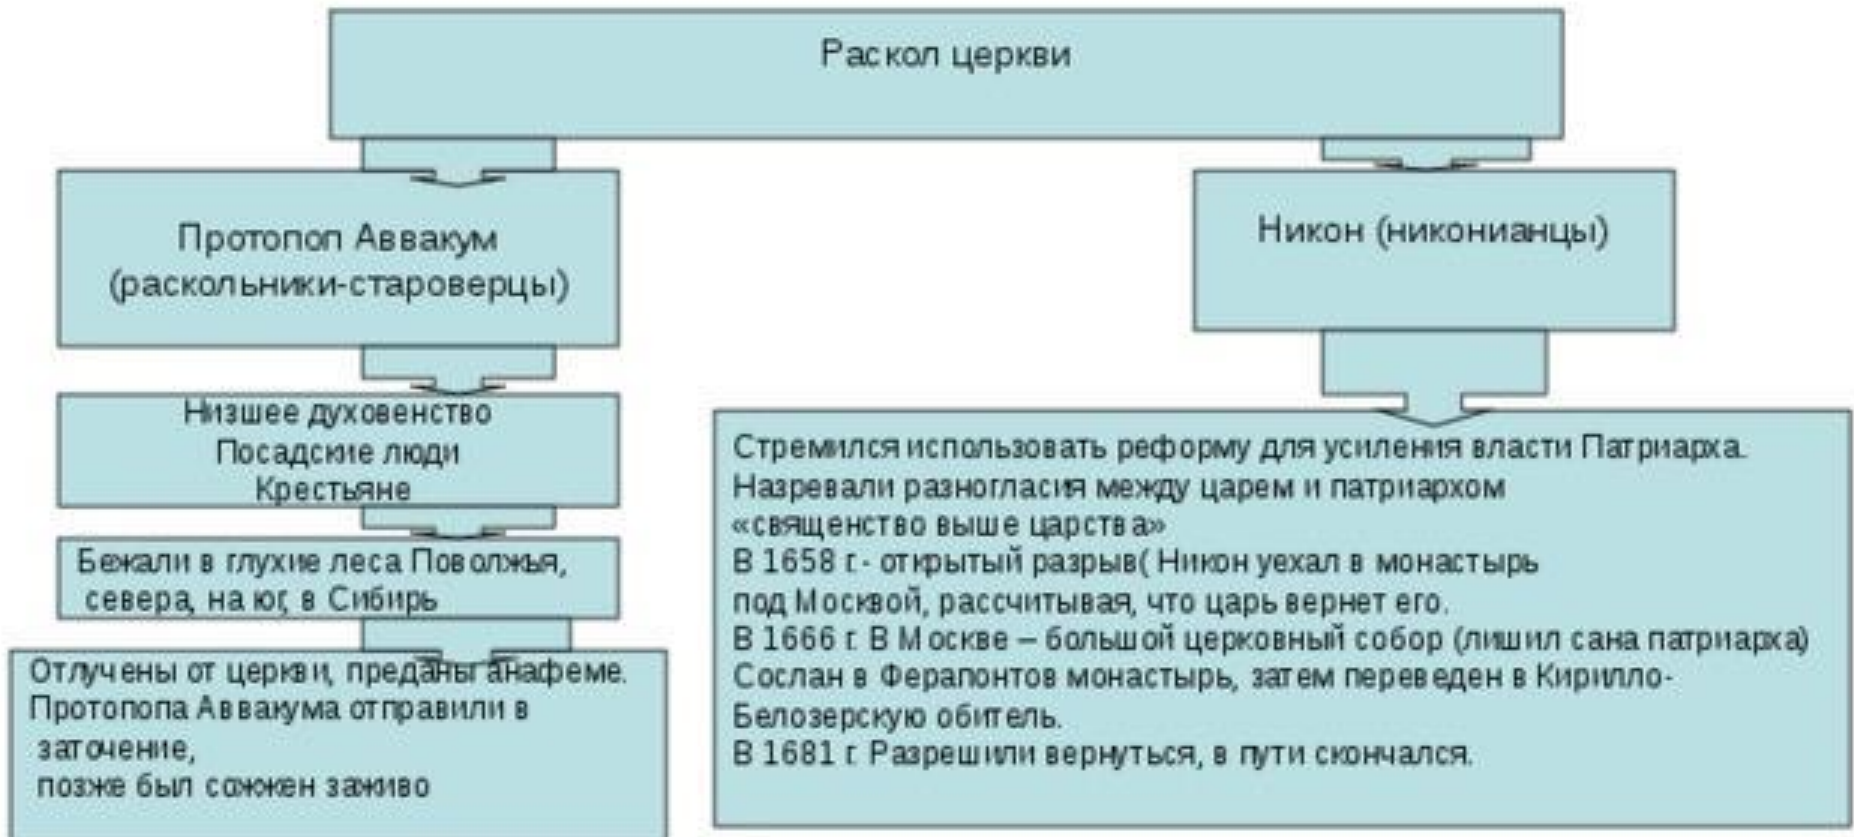 Раскол церкви
Протопоп Аввакум
(раскольники-староверцы)
Никон (никонианцы)
Низшее духовенство
Посадские люди
Крестьяне
Бежали в глухие леса Поволжья,
севера, на юг, в Сибирь
Отлучены от церкви, преданы анафеме.
Протопопа Аввакума отправили в
заточение,
позже был сожжен заживо
Стремился использовать реформу для усиления власти Патриарха.
Назревали разногласия между царем и патриархом
«священство выше царства»
В 1658 г.- открытый разрыв( Никон уехал в монастырь
под Москвой, рассчитывая, что царь вернет его.
В 1666 г. В Москве – большой церковный собор (лишил сана патриарха)
Сослан в Ферапонтов монастырь, затем переведен в Кирилло-
Белозерскую обитель.
В 1681 г. Разрешили вернуться, в пути скончался.